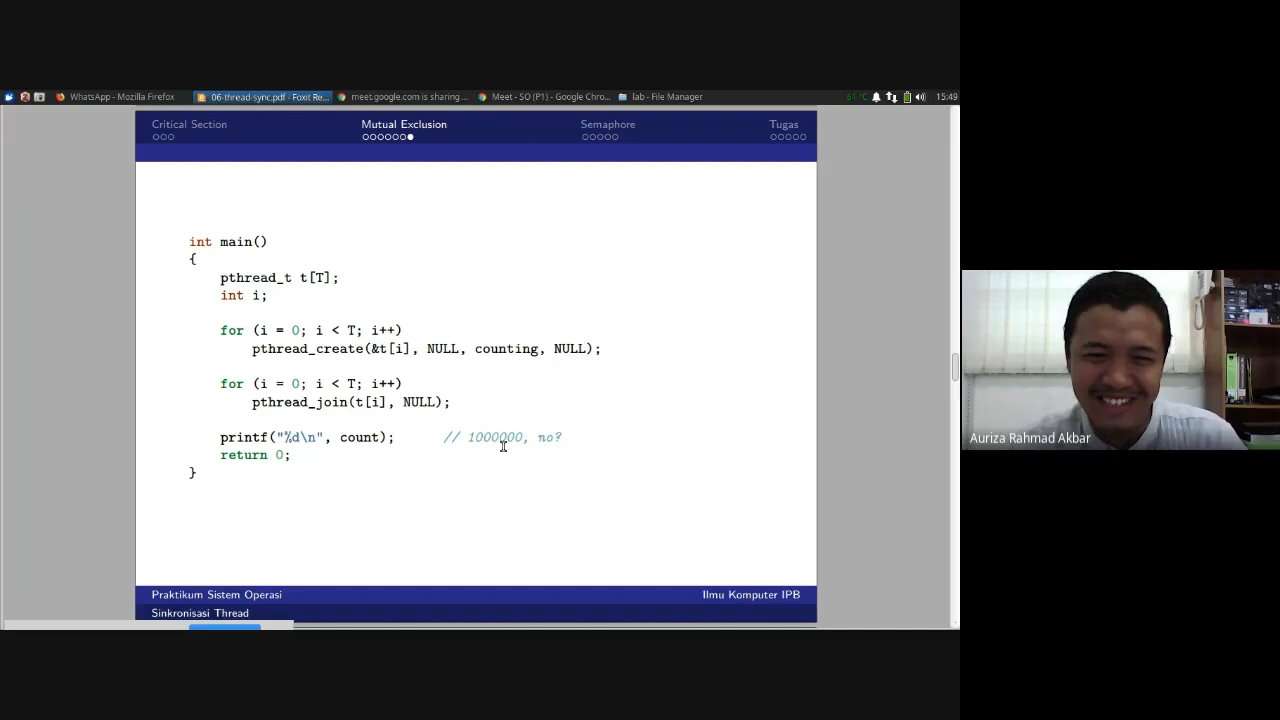 WhatsApp - Mozilla Firefox
06-thread-sync.pdf - Foxit Re...
meet.google.com is sharing ...
Meet - SO (P1) - Google Chro...
lab - File Manager
61°C
15:49
Critical Section
Mutual Exclusion
Semaphore
Tugas
int main()
{
pthread_t t[T];
int i;
for (i = 0; i < T; i++)
pthread_create(&t[i], NULL, counting, NULL);
for (i = 0; i < T; i++)
pthread_join(t[i], NULL);
printf("%d\n", count); // 1000000, no?
return 0;
}
Auriza Rahmad Akbar
Praktikum Sistem Operasi
Ilmu Komputer IPB
Sinkronisasi Thread